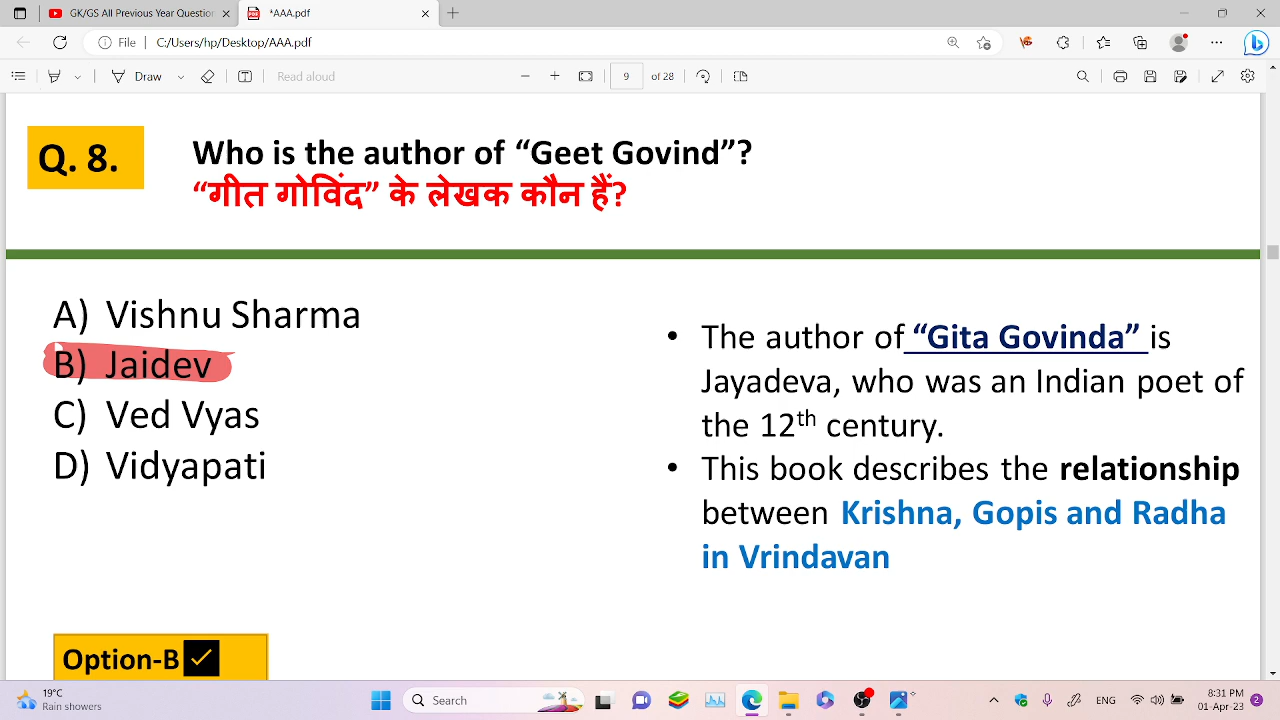 GK/GS All Previous Year Question
*AAA.pdf
File
C:/Users/hp/Desktop/AAA.pdf
Draw
Read aloud
9
of 28
Q. 8.
Who is the author of “Geet Govind”?
“गीत गोविंद” के लेखक कौन हैं?
A) Vishnu Sharma
B) Jaidev
C) Ved Vyas
D) Vidyapati
• The author of “Gita Govinda” is
Jayadeva, who was an Indian poet of
the 12th century.
• This book describes the relationship
between Krishna, Gopis and Radha
in Vrindavan
Option-B
19°C
Rain showers
Search
ENG
8:31 PM
01-Apr-23
2